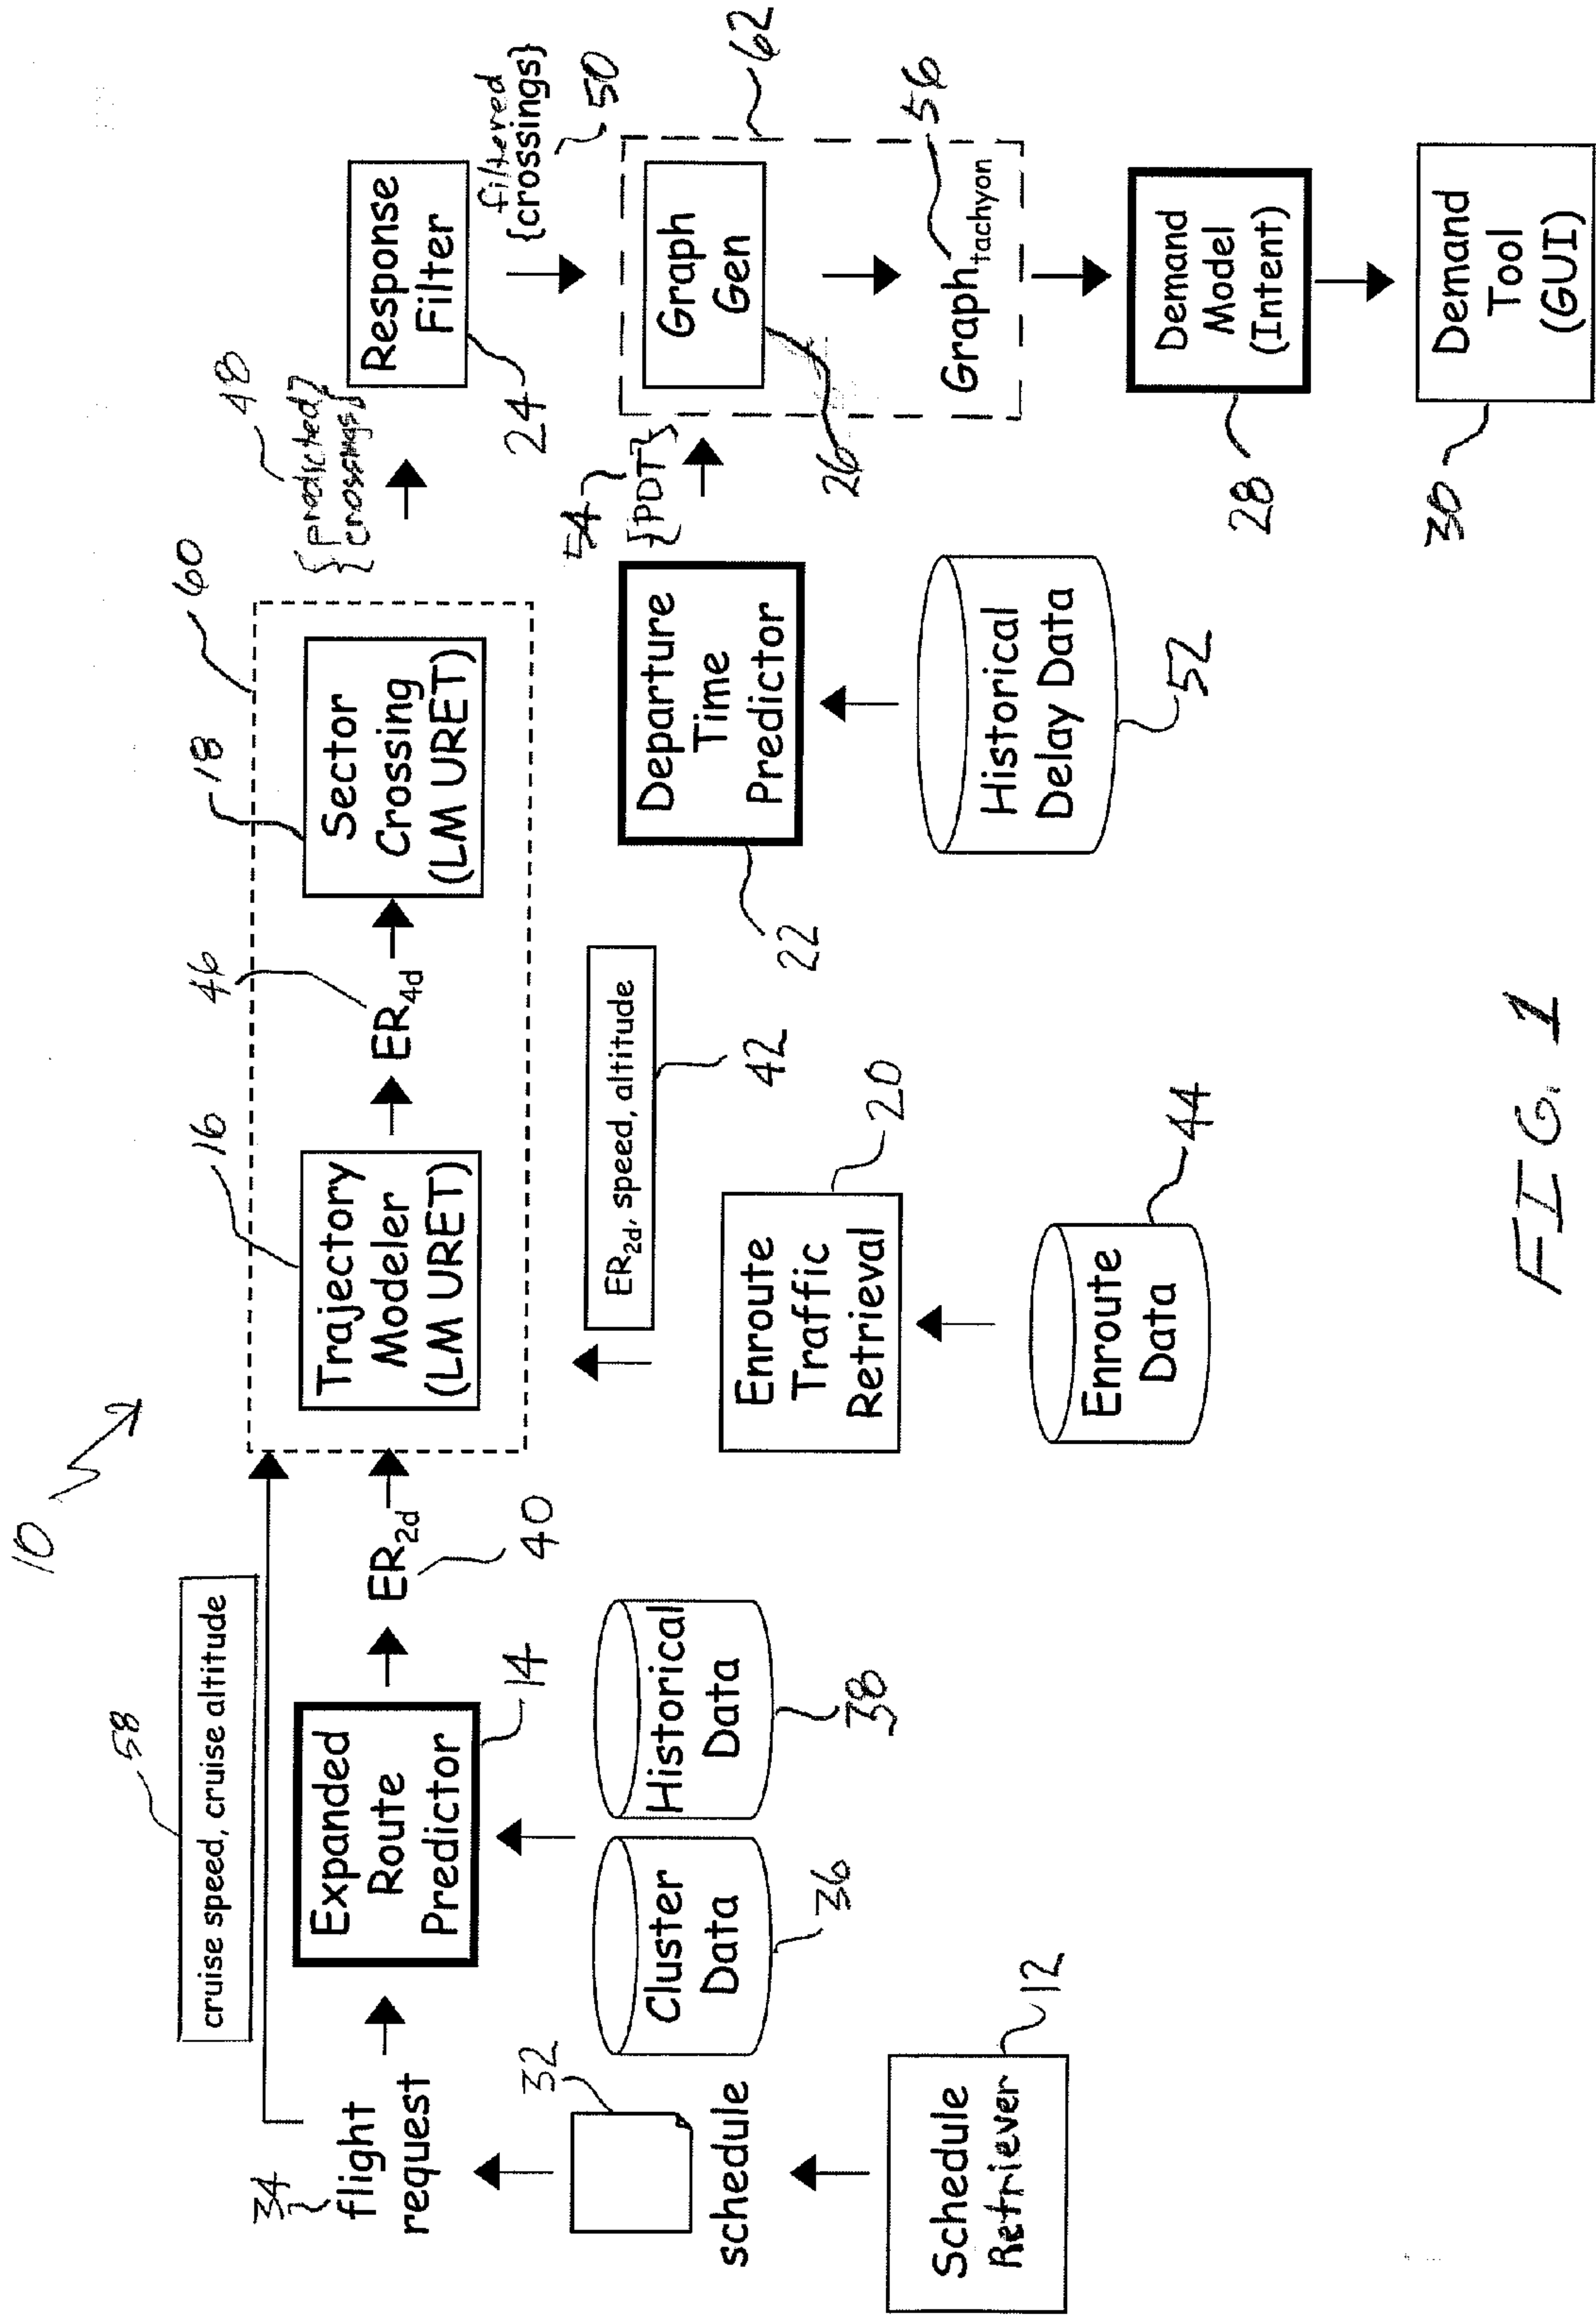 10
58
cruise speed, cruise altitude
34
flight
request
Expanded
Route
Predictor
14
ER2d
40
16
Trajectory
Modeler
(LM URET)
46
ER4d
18
Sector
Crossing
(LM URET)
60
48
{predicted
crossings}
Response
Filter
24
filtered
{crossings}
50
32
schedule
Schedule
Retriever
12
Cluster
Data
36
Historical
Data
38
ER2d, speed, altitude
42
Enroute
Traffic
Retrieval
20
Enroute
Data
44
Departure
Time
Predictor
22
Historical
Delay Data
52
54
{PDT}
Graph
Gen
26
62
56
Graphtachyon
Demand
Model
(Intent)
28
Demand
Tool
(GUI)
30
FIG. 1